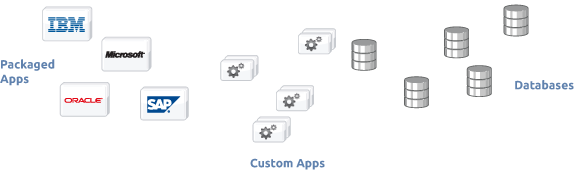 IBM
Microsoft
Packaged
Apps
ORACLE
SAP
Databases
Custom Apps